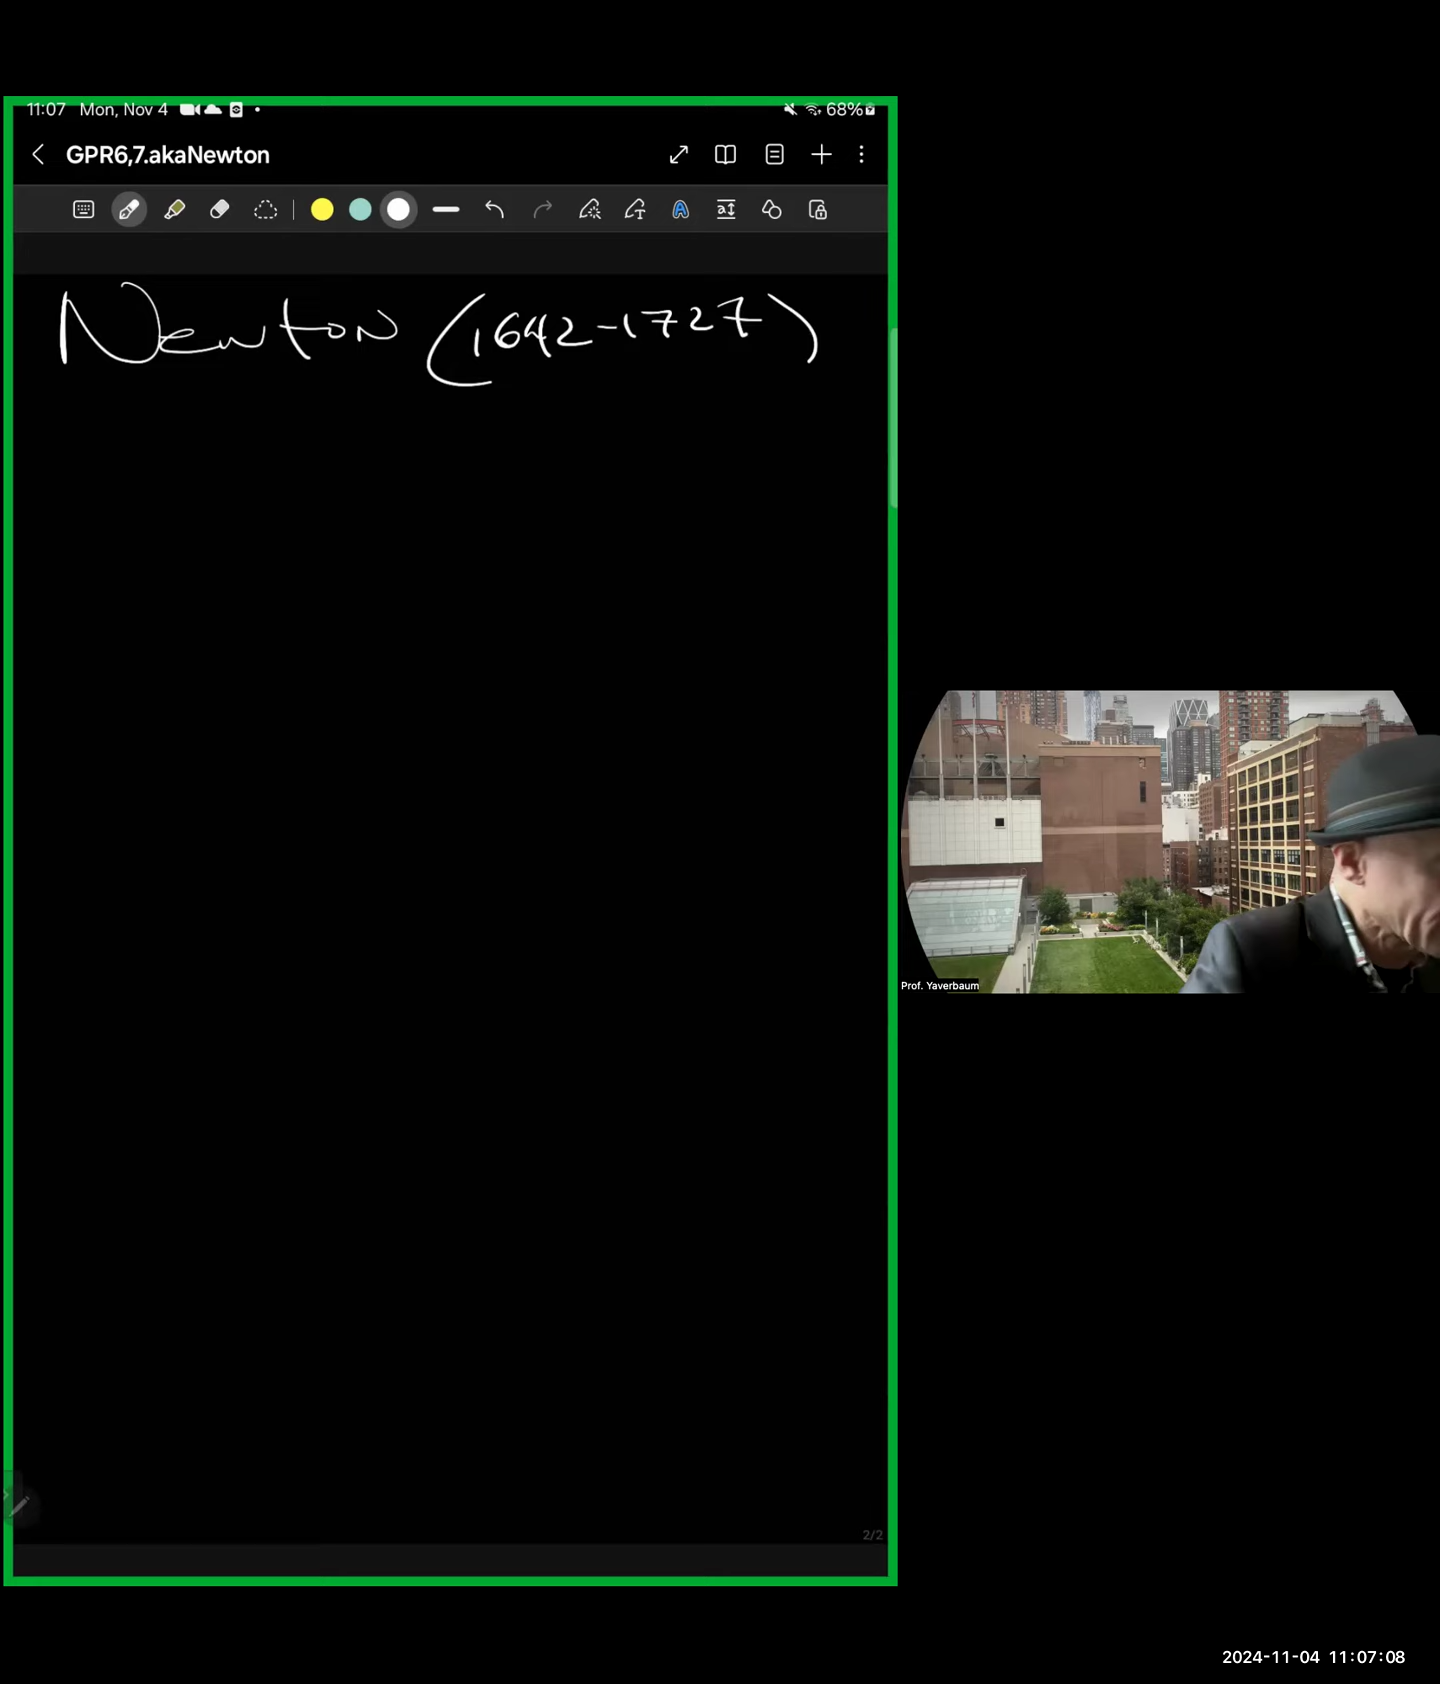 11:07 Mon, Nov 4 68%
GPR6,7.akaNewton
Newton (1642-1727)
Prof. Yaverbaum
2/2
2024-11-04 11:07:08